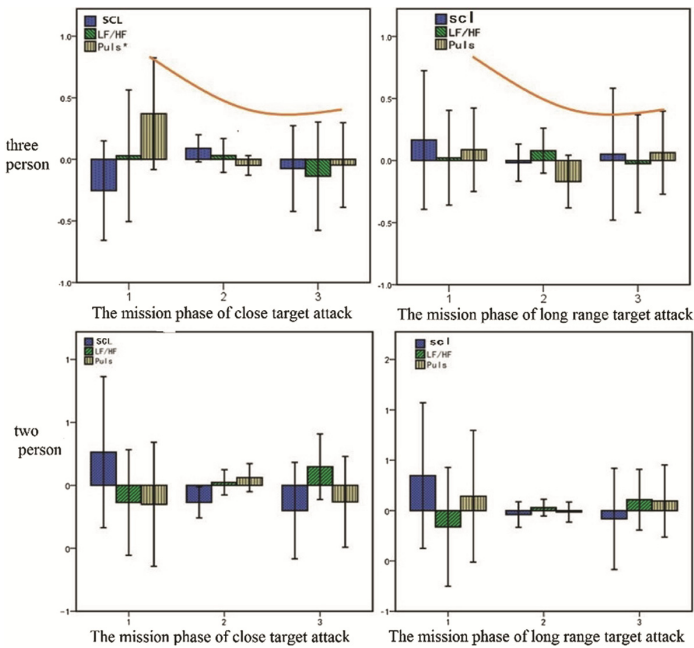 SCL
LF/HF
Puls*
1.0
0.5
0.0
-0.5
-1.0
1 2 3
three
person
The mission phase of close target attack
scl
LF/HF
Puls
1.0
0.5
0.0
-0.5
-1.0
1 2 3
The mission phase of long range target attack
SCL
LF/HF
Puls
1
1
0
0
-1
1 2 3
two
person
The mission phase of close target attack
scl
LF/HF
Puls
2
1
1
0
0
-1
1 2 3
The mission phase of long range target attack